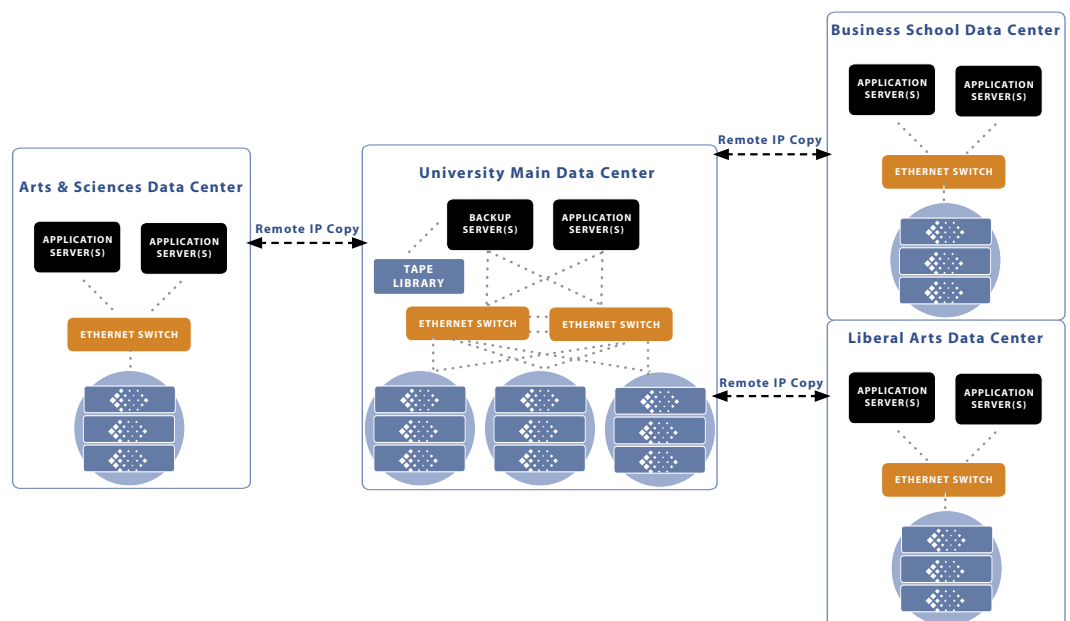 Arts & Sciences Data Center
APPLICATION
SERVER(S)
APPLICATION
SERVER(S)
ETHERNET SWITCH
Remote IP Copy
University Main Data Center
BACKUP
SERVER(S)
APPLICATION
SERVER(S)
TAPE
LIBRARY
ETHERNET SWITCH
ETHERNET SWITCH
Remote IP Copy
Business School Data Center
APPLICATION
SERVER(S)
APPLICATION
SERVER(S)
ETHERNET SWITCH
Remote IP Copy
Liberal Arts Data Center
APPLICATION
SERVER(S)
APPLICATION
SERVER(S)
ETHERNET SWITCH